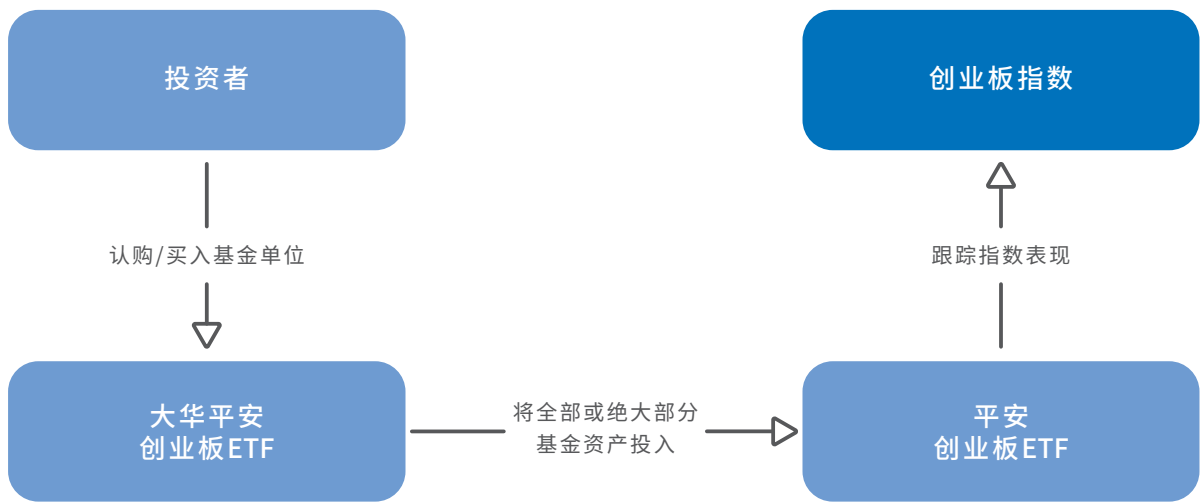 投资者
创业板指数
认购/买入基金单位
跟踪指数表现
大华平安
创业板ETF
将全部或绝大部分
基金资产投入
平安
创业板ETF